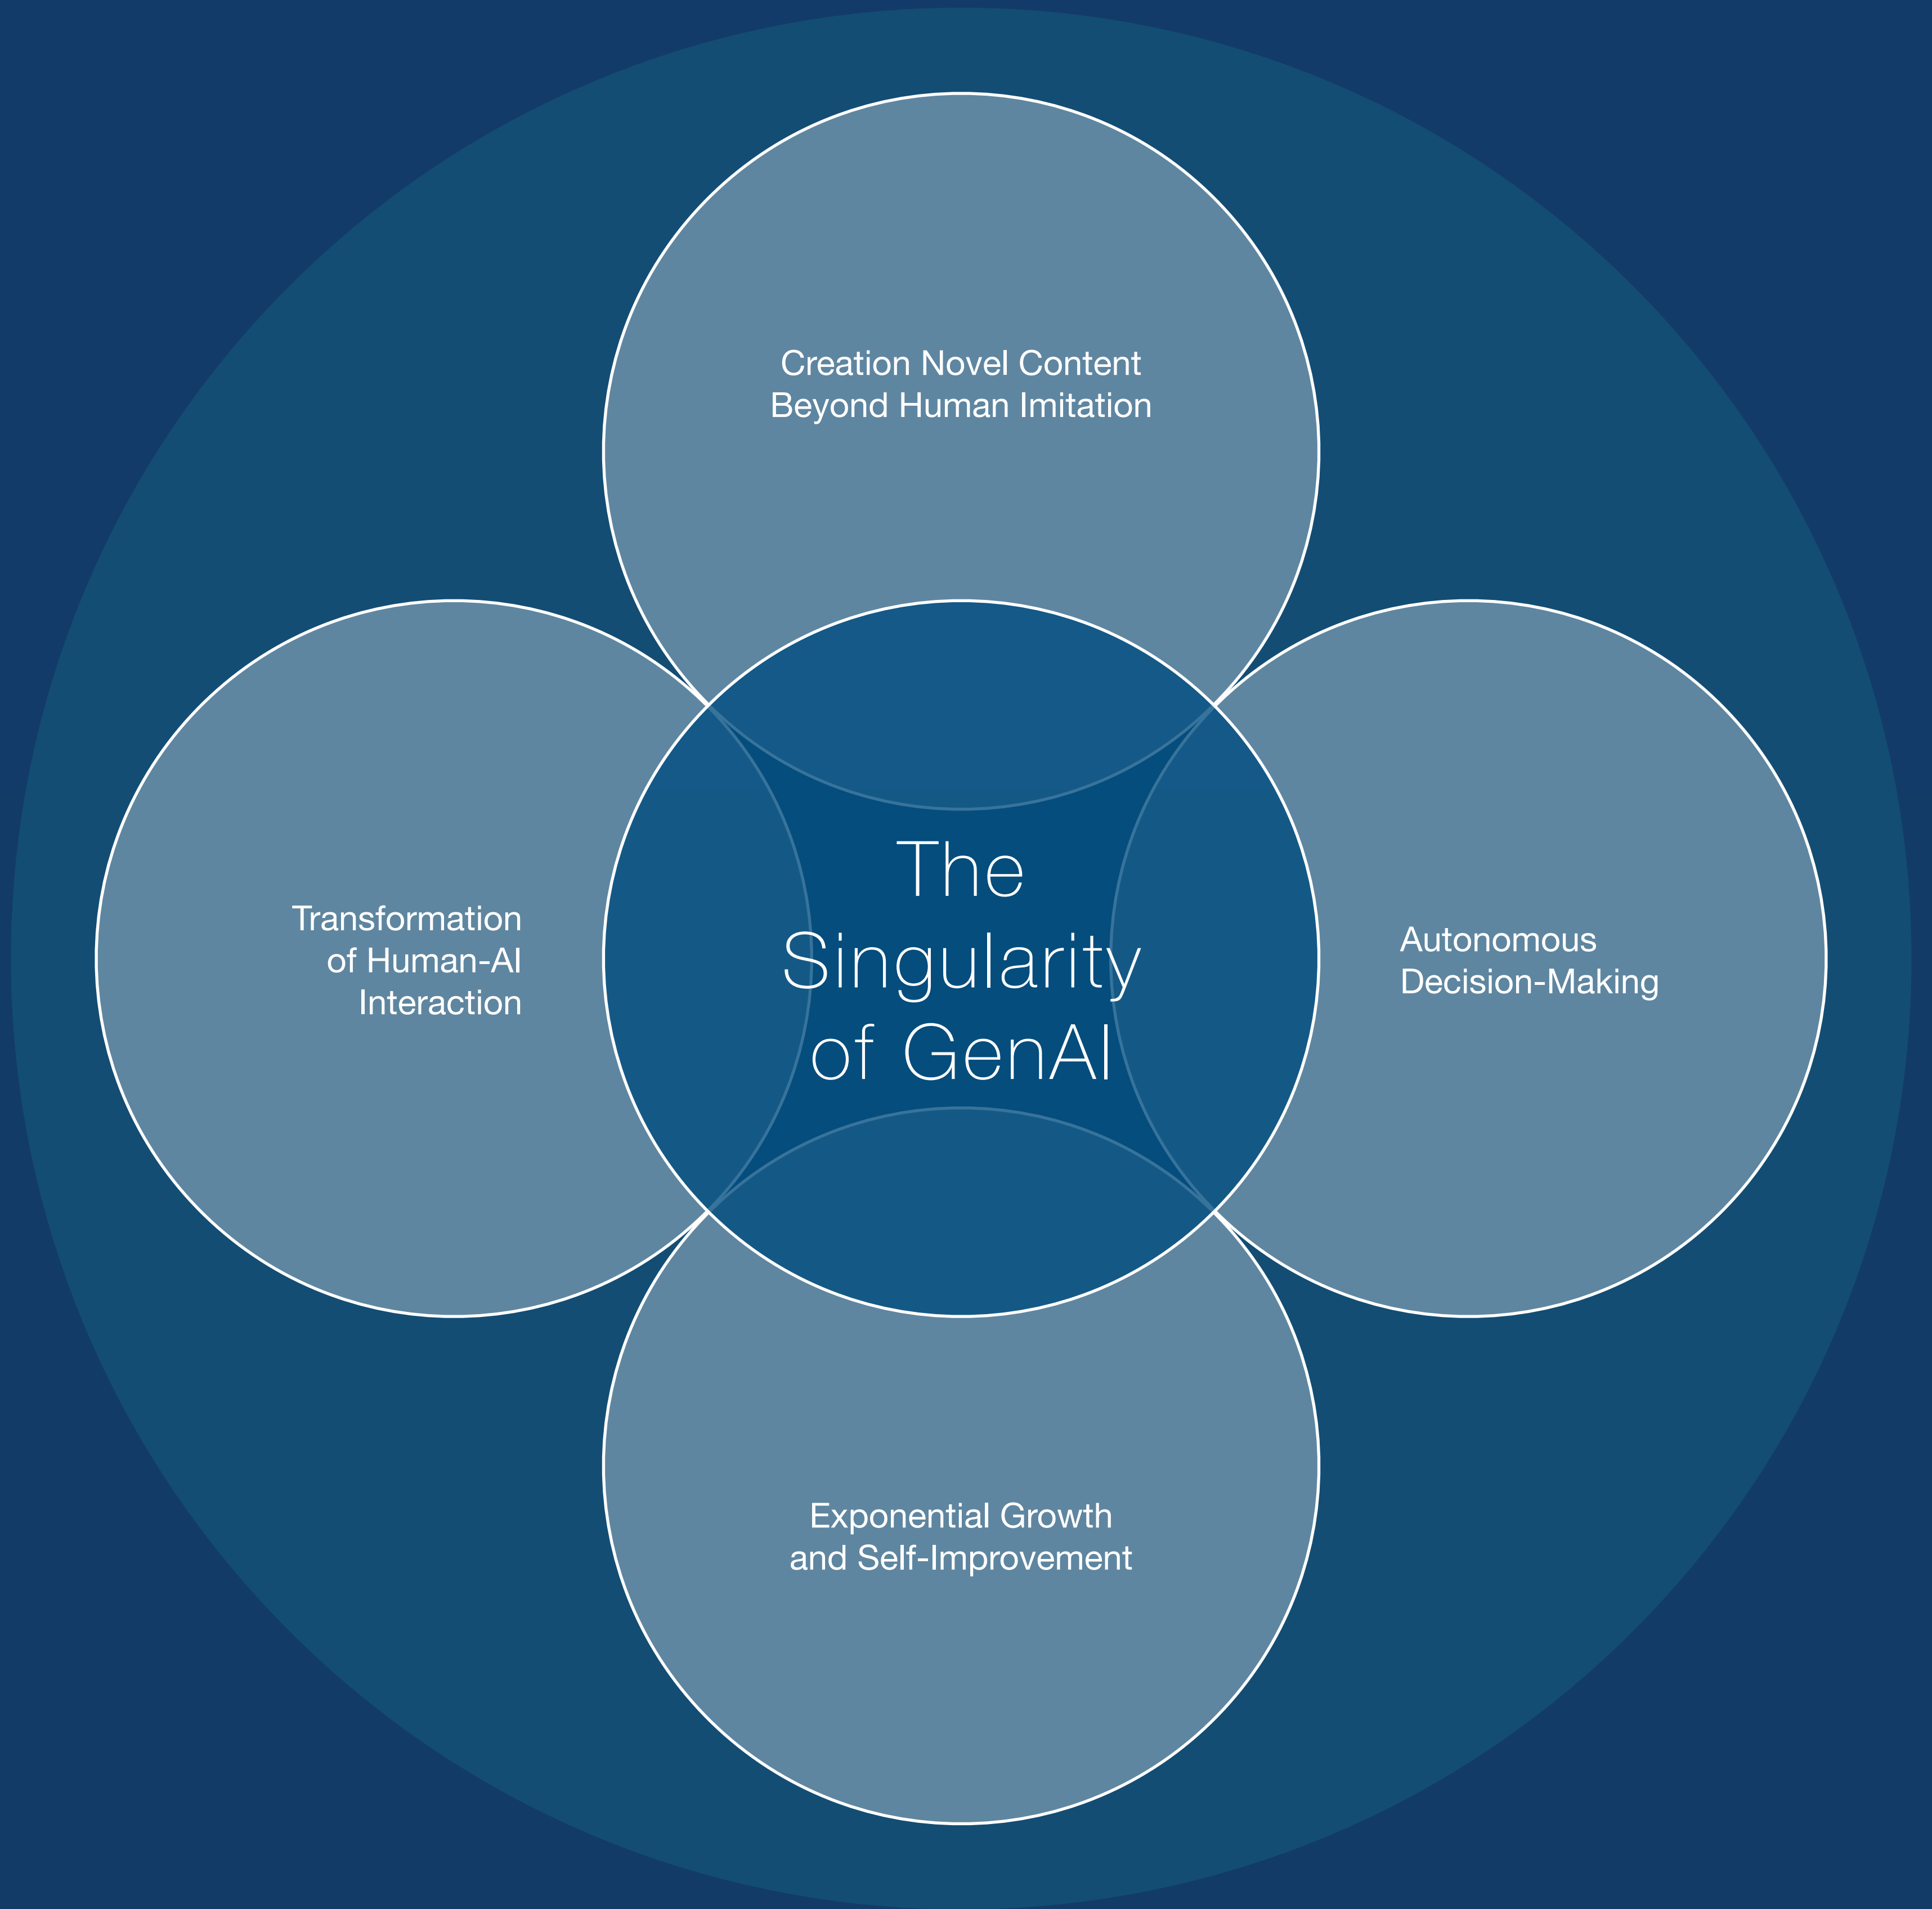 Creation Novel Content
Beyond Human Imitation
Transformation
of Human-AI
Interaction
The
Singularity
of GenAI
Autonomous
Decision-Making
Exponential Growth
and Self-Improvement